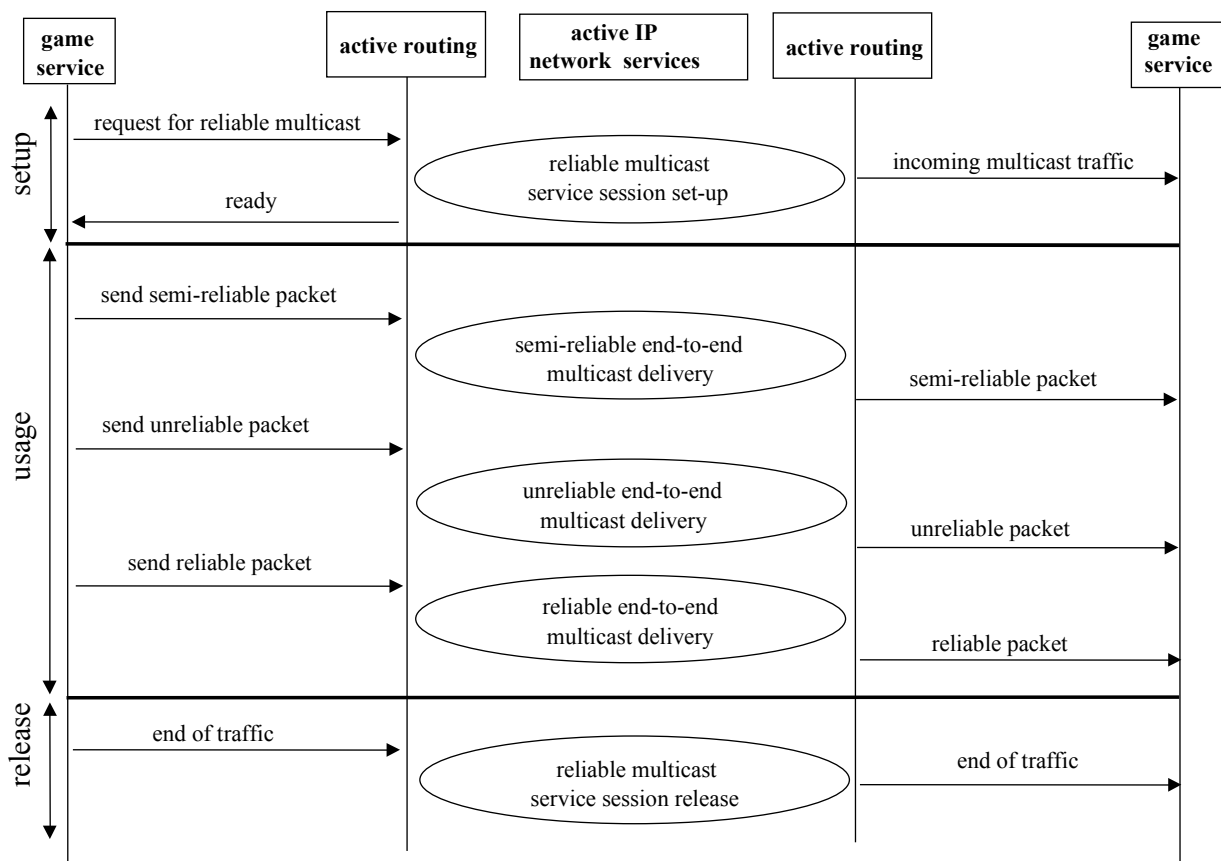 game
service
active routing
active IP
network services
active routing
game
service
setup
request for reliable multicast
reliable multicast
service session set-up
incoming multicast traffic
ready
usage
send semi-reliable packet
semi-reliable end-to-end
multicast delivery
semi-reliable packet
send unreliable packet
unreliable end-to-end
multicast delivery
unreliable packet
send reliable packet
reliable end-to-end
multicast delivery
reliable packet
release
end of traffic
reliable multicast
service session release
end of traffic